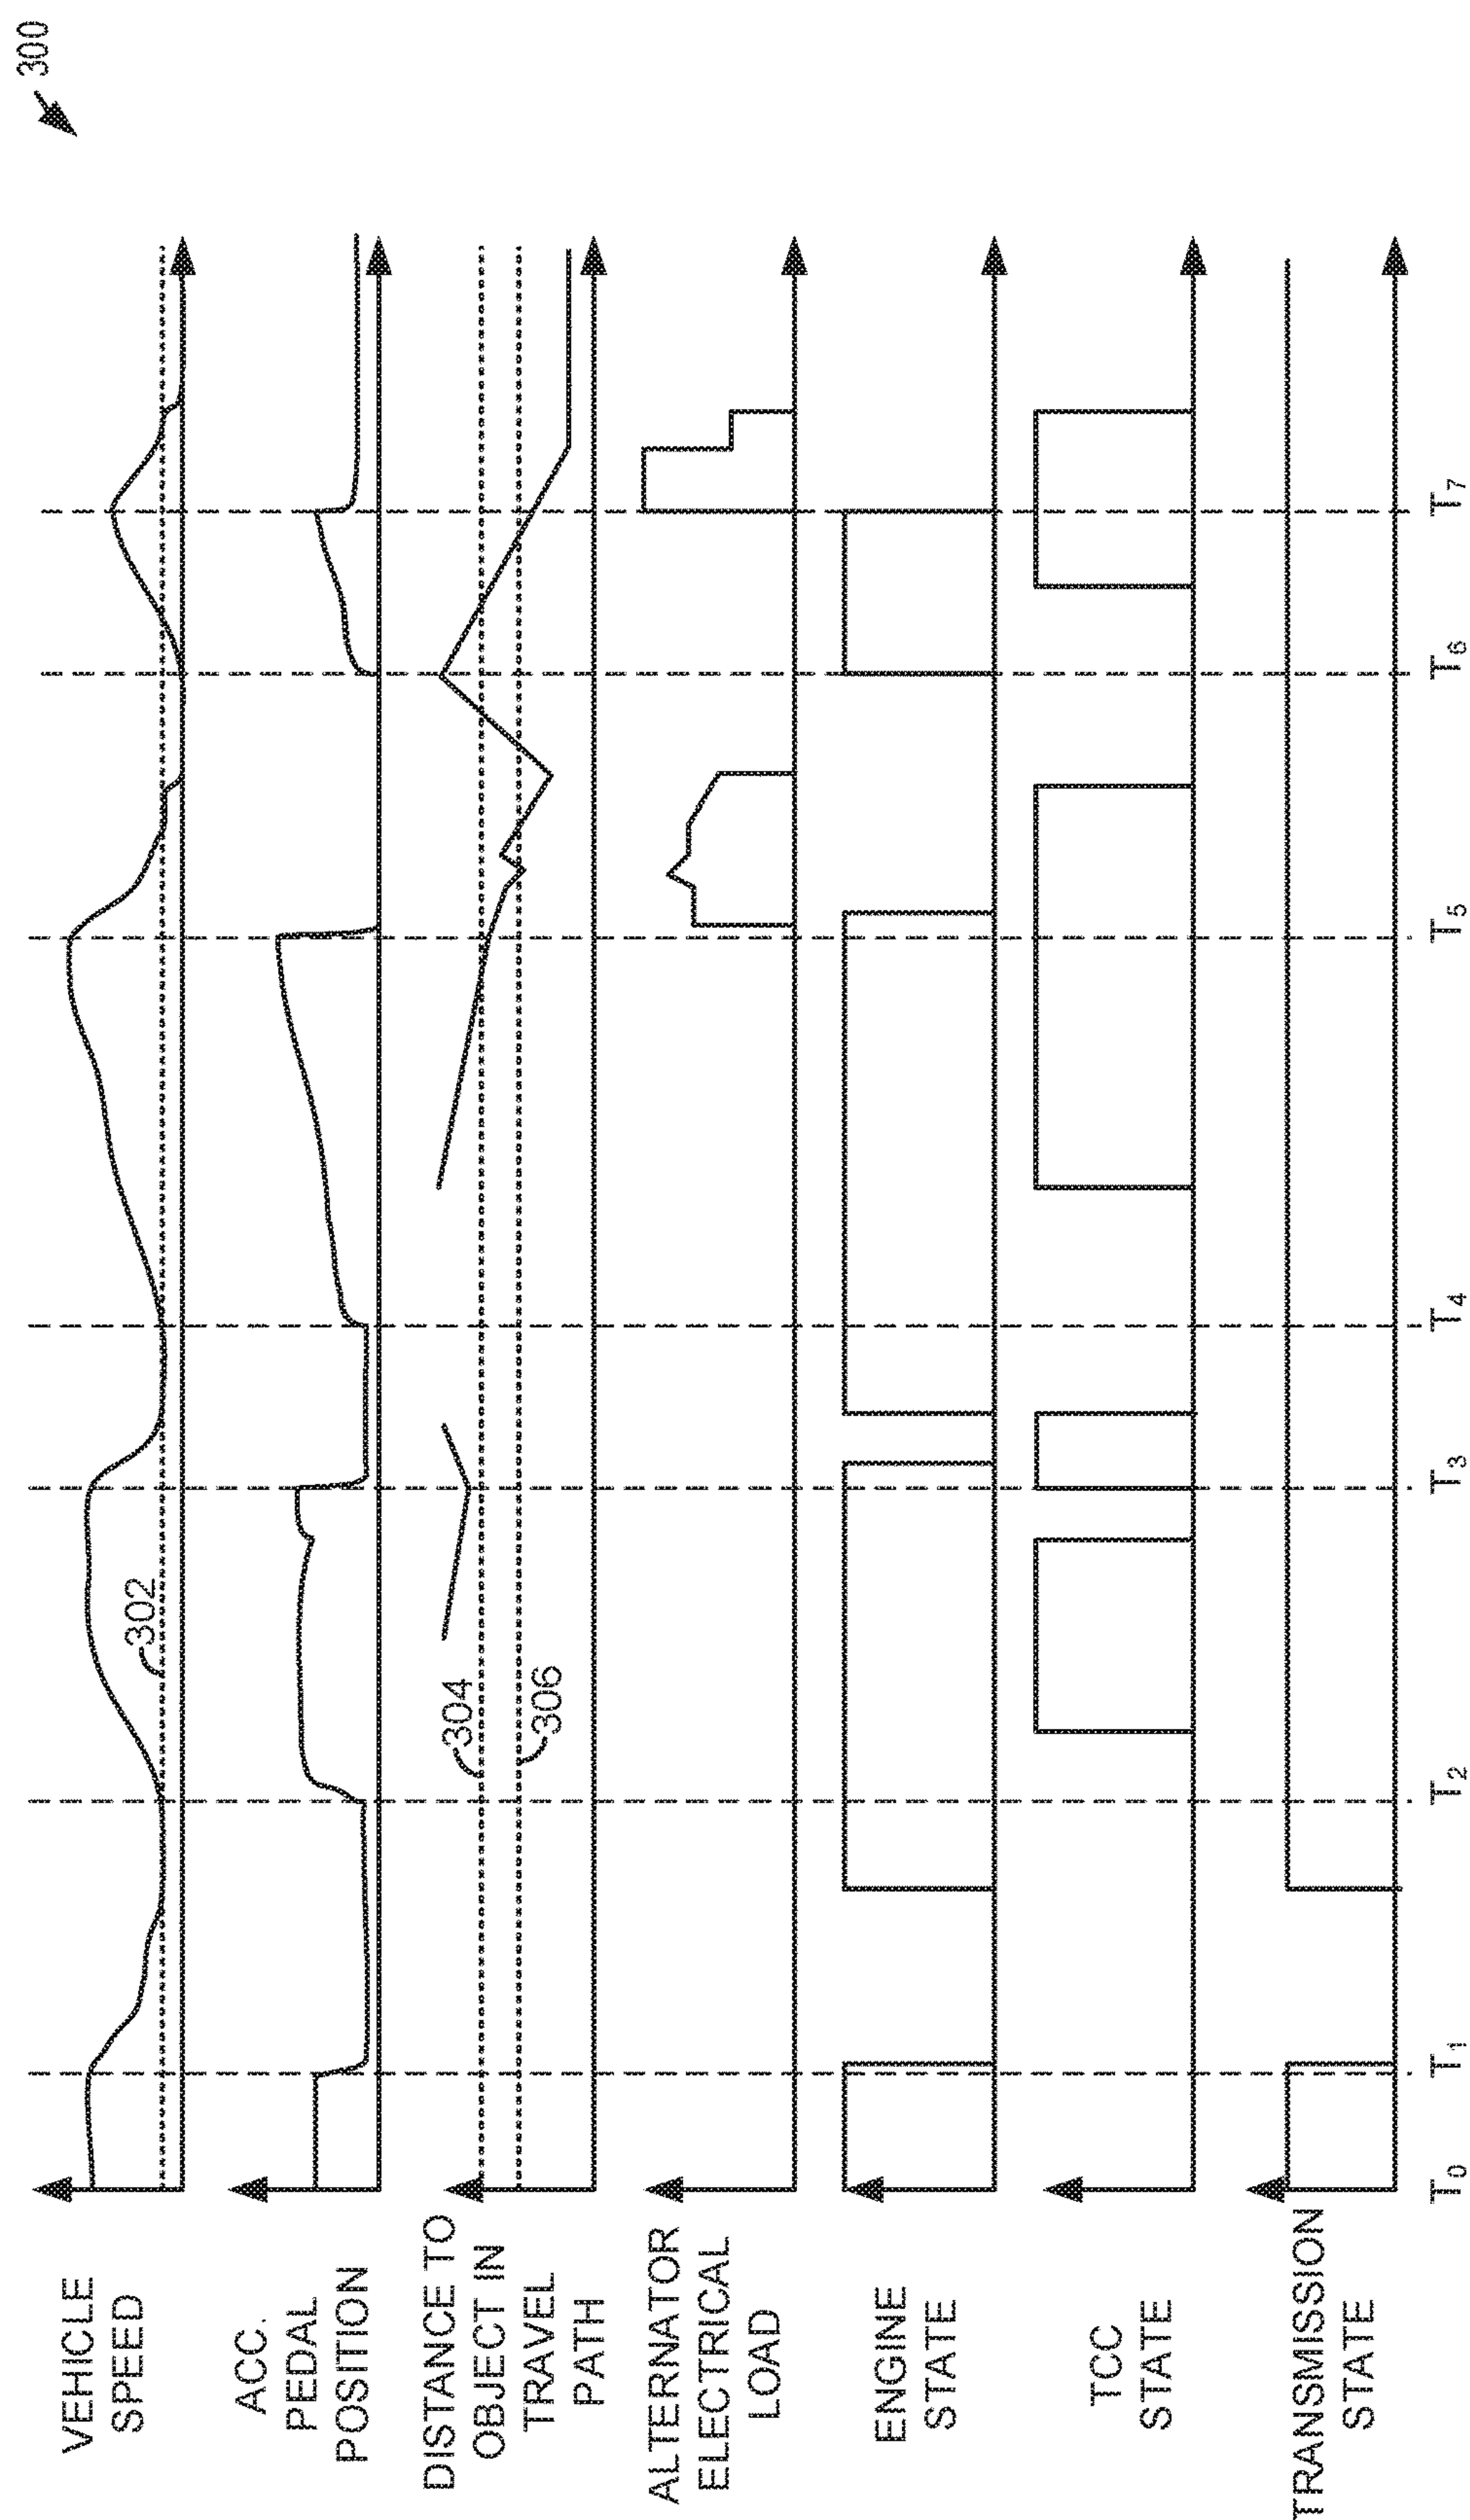 300
VEHICLE
SPEED
302
ACC.
PEDAL
POSITION
DISTANCE TO
OBJECT IN
TRAVEL
PATH
304
306
ALTERNATOR
ELECTRICAL
LOAD
ENGINE
STATE
TCC
STATE
TRANSMISSION
STATE
T0 T1 T2 T3 T4 T5 T6 T7